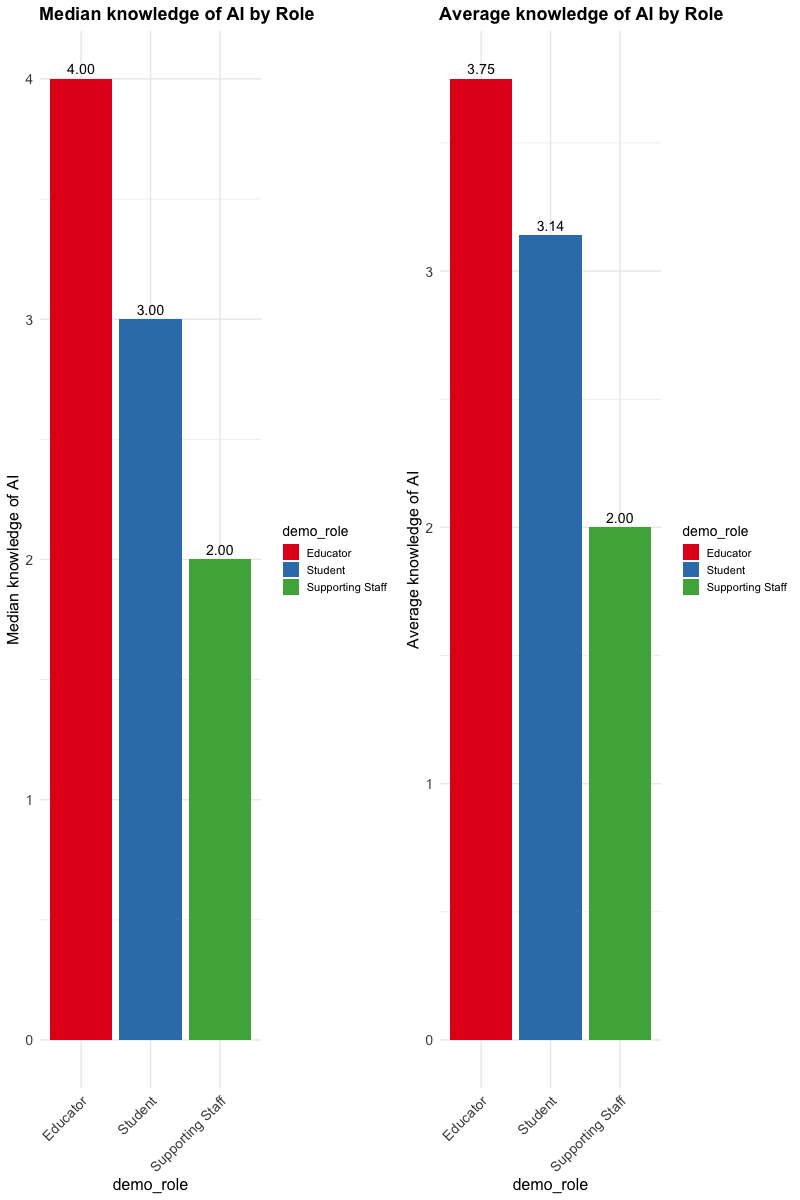 Median knowledge of AI by Role
4.00
3.00
2.00
4
3
2
1
0
Median knowledge of AI
Educator
Student
Supporting Staff
demo_role
demo_role
Educator
Student
Supporting Staff
Average knowledge of AI by Role
3.75
3.14
2.00
3
2
1
0
Average knowledge of AI
Educator
Student
Supporting Staff
demo_role
demo_role
Educator
Student
Supporting Staff